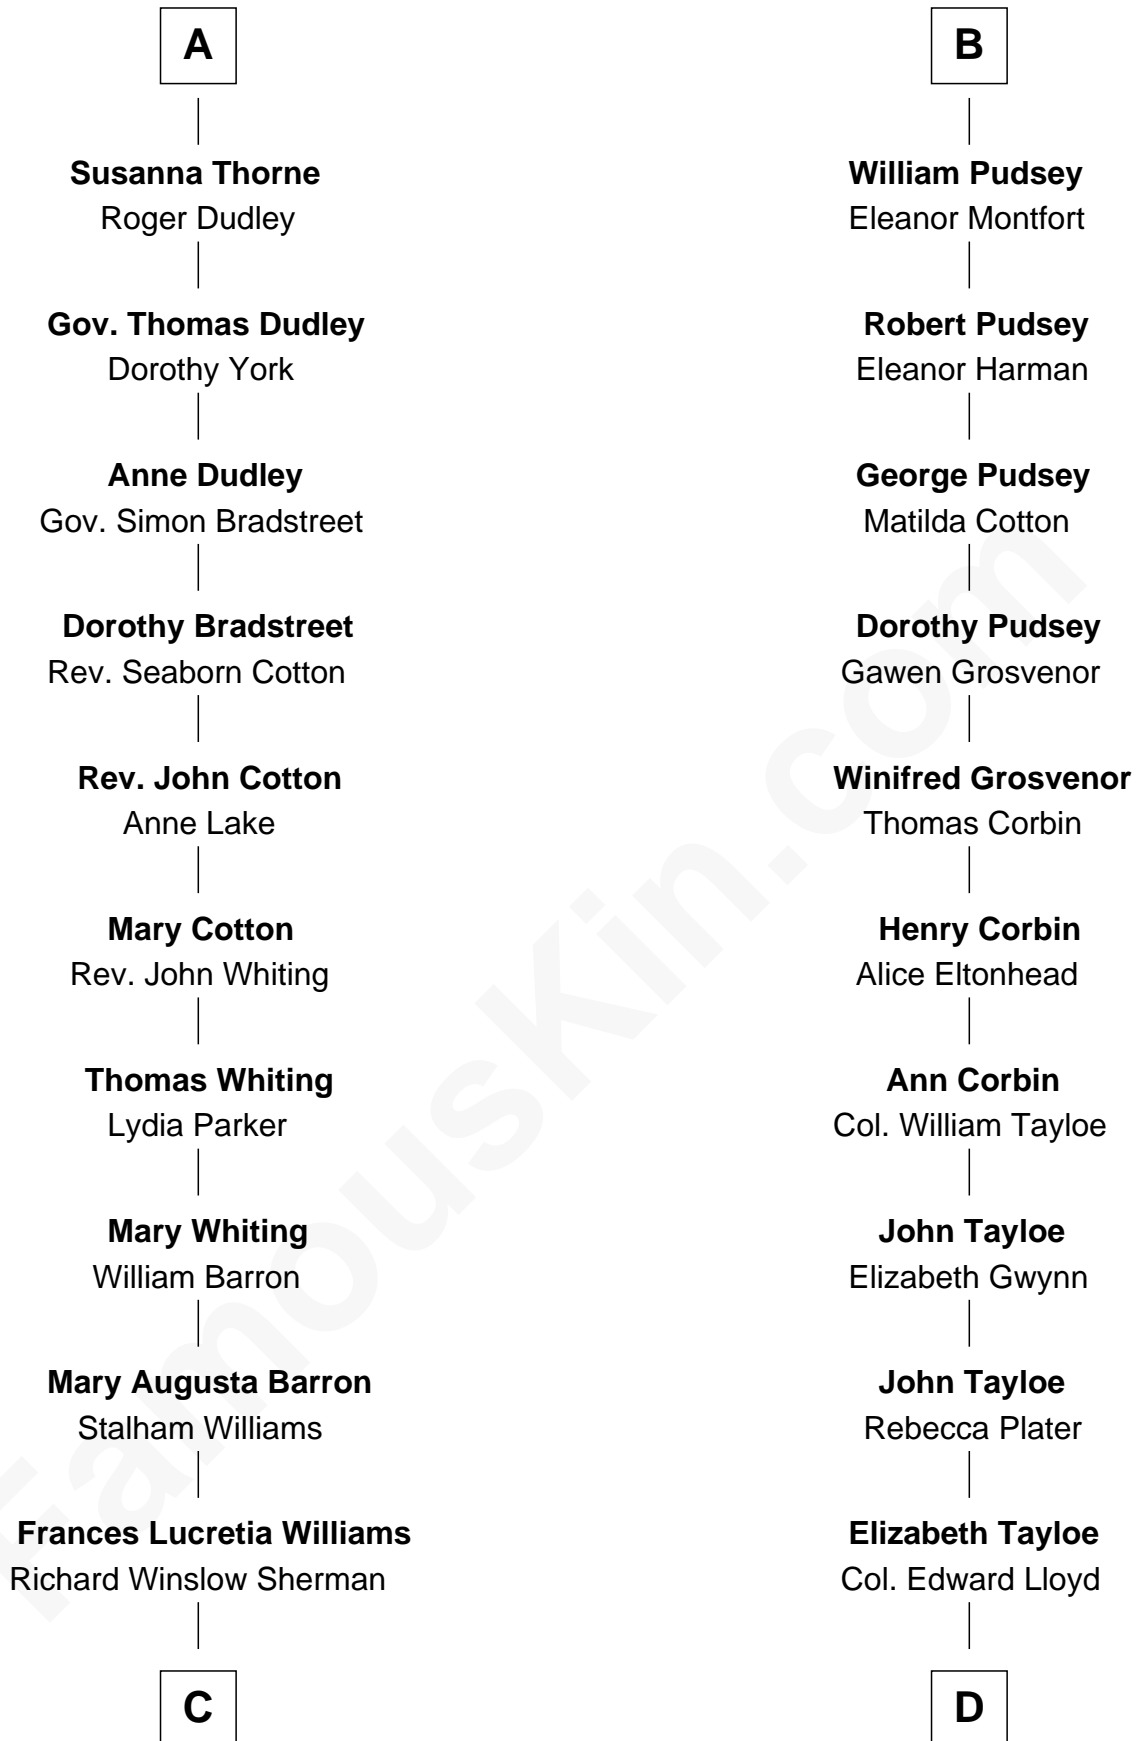 A
Susanna Thorne
Roger Dudley
Gov. Thomas Dudley
Dorothy York
Anne Dudley
Gov. Simon Bradstreet
Dorothy Bradstreet
Rev. Seaborn Cotton
Rev. John Cotton
Anne Lake
Mary Cotton
Rev. John Whiting
Thomas Whiting
Lydia Parker
Mary Whiting
William Barron
Mary Augusta Barron
Stalham Williams
Frances Lucretia Williams
Richard Winslow Sherman
C
B
William Pudsey
Eleanor Montfort
Robert Pudsey
Eleanor Harman
George Pudsey
Matilda Cotton
Dorothy Pudsey
Gawen Grosvenor
Winifred Grosvenor
Thomas Corbin
Henry Corbin
Alice Eltonhead
Ann Corbin
Col. William Tayloe
John Tayloe
Elizabeth Gwynn
John Tayloe
Rebecca Plater
Elizabeth Tayloe
Col. Edward Lloyd
D
FamousKin.com